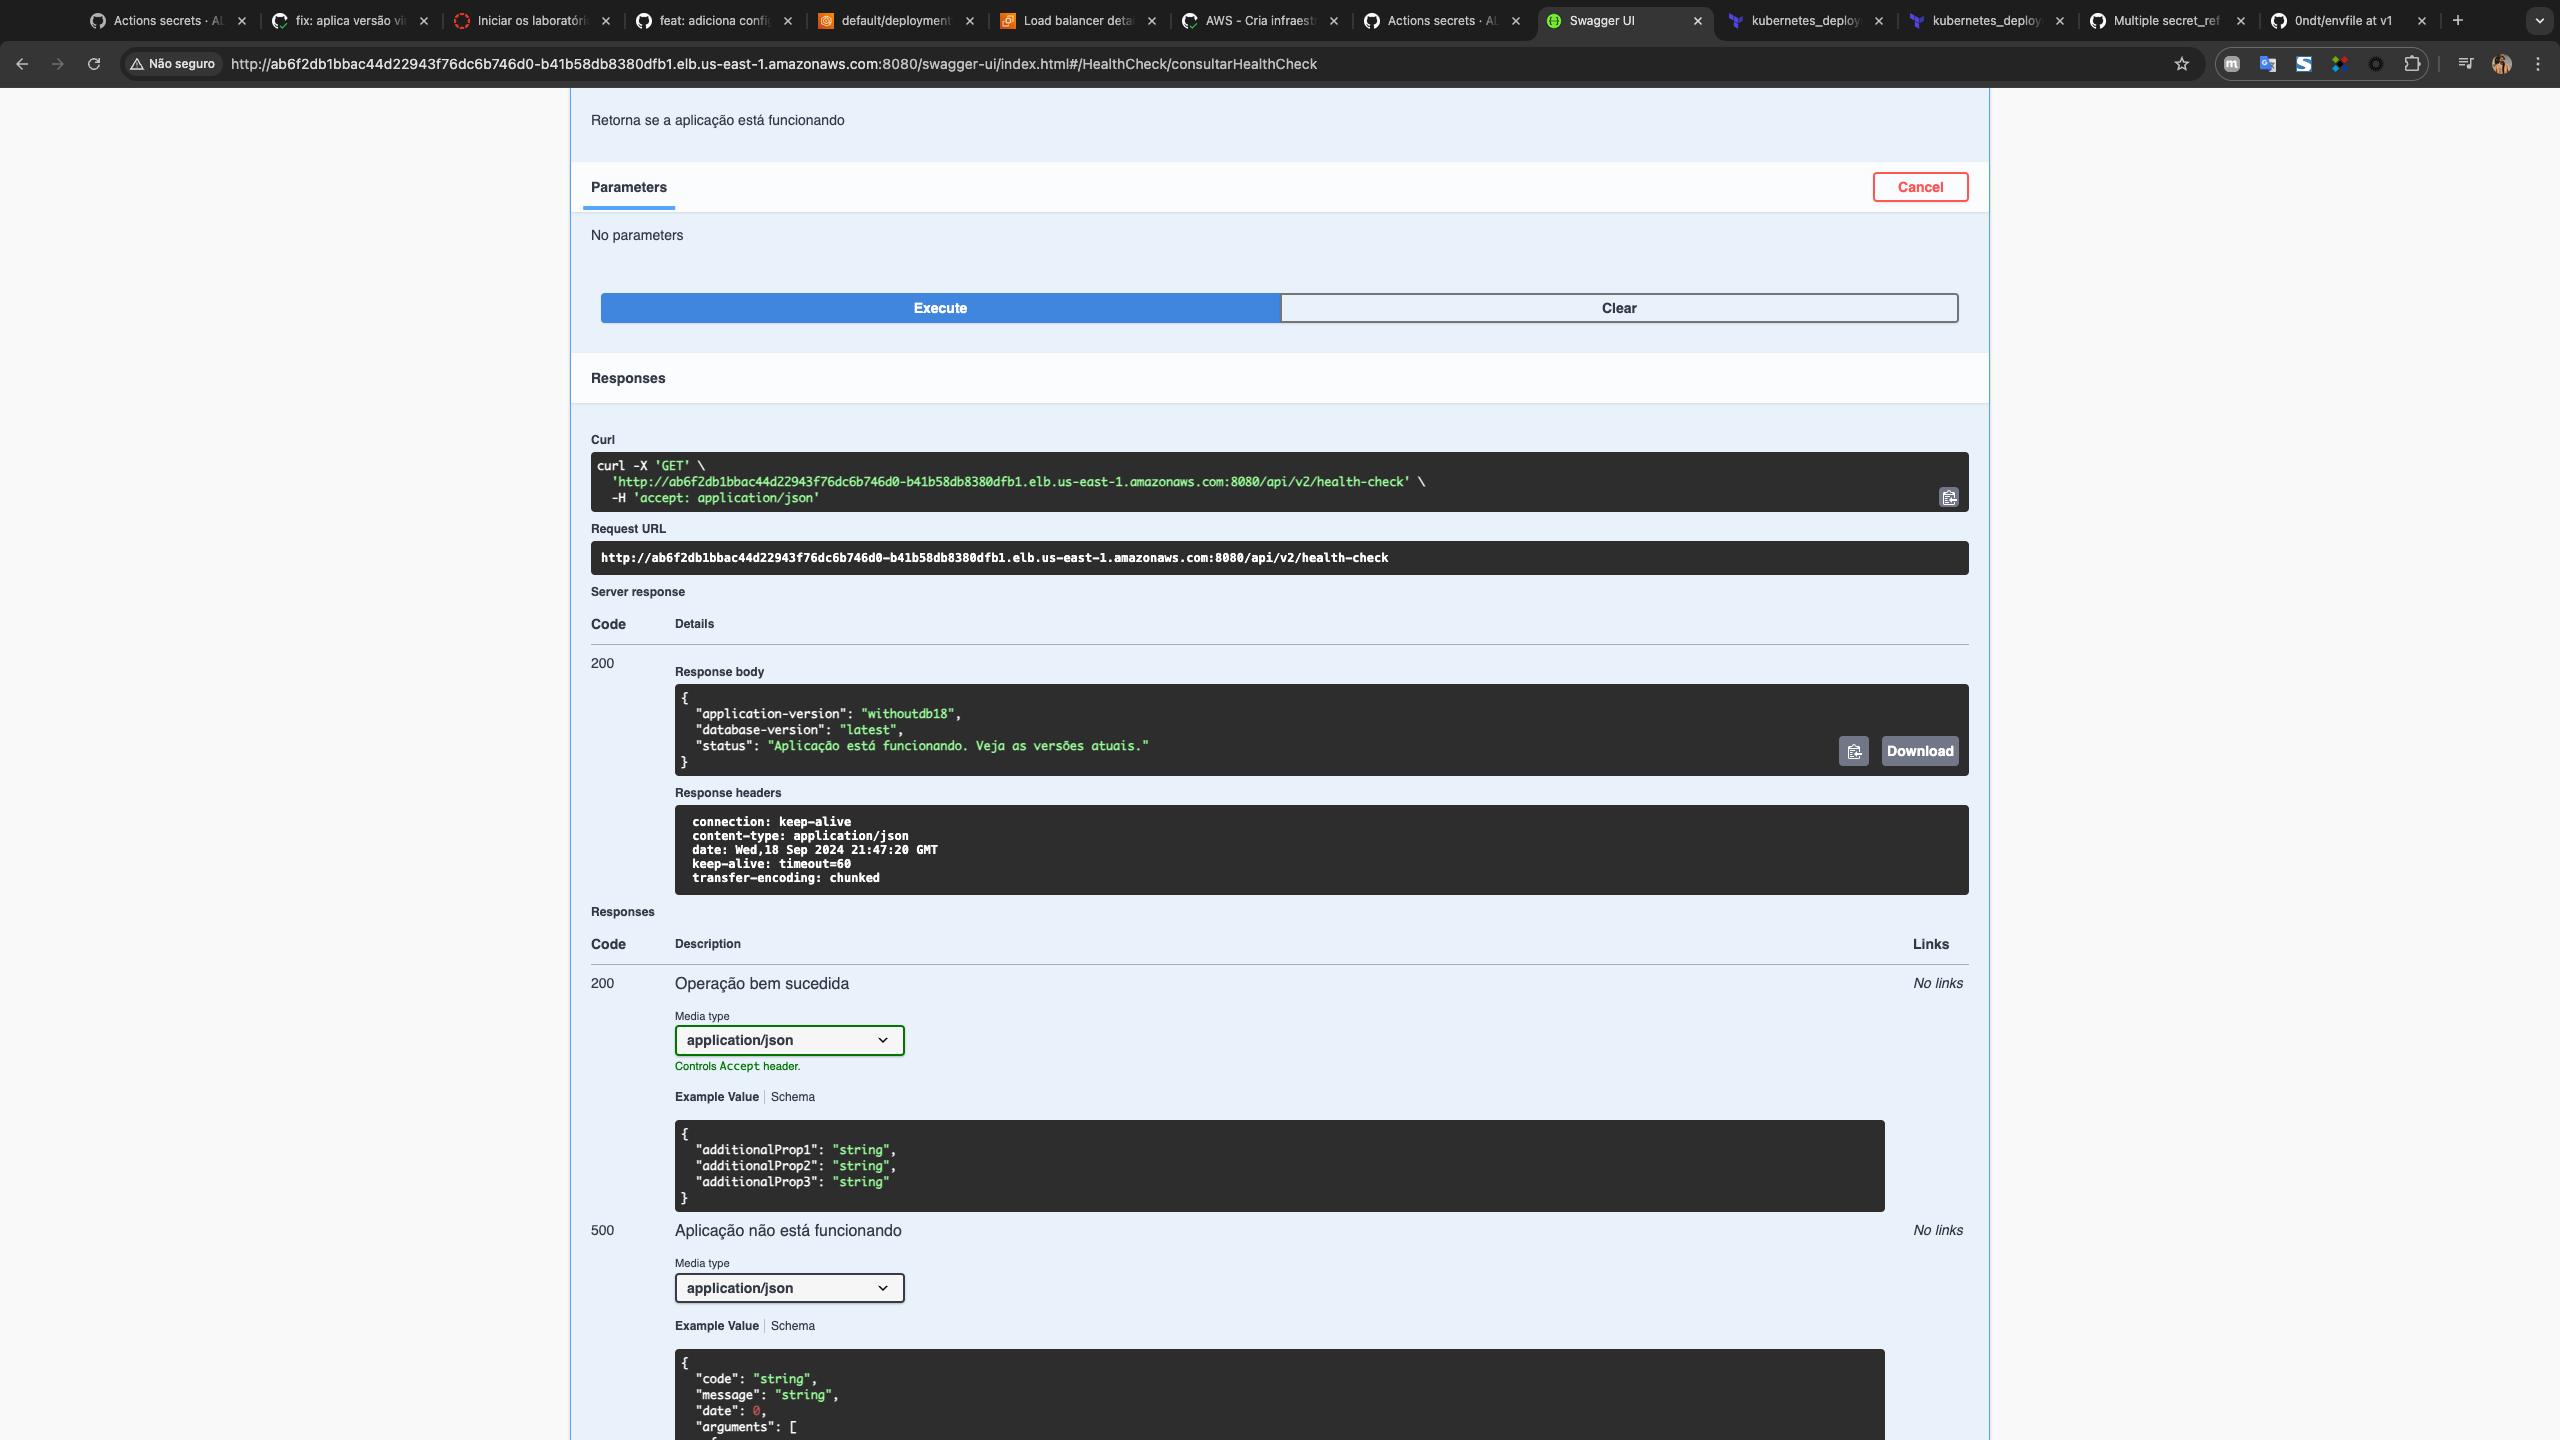 Actions secrets · AL
fix: aplica versão vi
Iniciar os laboratóri
feat: adiciona confi
default/deployment
Load balancer deta
AWS - Cria infraestr
Actions secrets · AL
Swagger UI
kubernetes_deploy
kubernetes_deploy
Multiple secret_ref
0ndt/envfile at v1
Não seguro
http://ab6f2db1bbac44d22943f76dc6b746d0-b41b58db8380dfb1.elb.us-east-1.amazonaws.com:8080/swagger-ui/index.html#/HealthCheck/consultarHealthCheck
Retorna se a aplicação está funcionando
Parameters
Cancel
No parameters
Execute
Clear
Responses
Curl
curl -X 'GET' \
'http://ab6f2db1bbac44d22943f76dc6b746d0-b41b58db8380dfb1.elb.us-east-1.amazonaws.com:8080/api/v2/health-check' \
-H 'accept: application/json'
Request URL
http://ab6f2db1bbac44d22943f76dc6b746d0-b41b58db8380dfb1.elb.us-east-1.amazonaws.com:8080/api/v2/health-check
Server response
Code Details
200
Response body
{
"application-version": "withoutdb18",
"database-version": "latest",
"status": "Aplicação está funcionando. Veja as versões atuais."
}
Download
Response headers
connection: keep-alive
content-type: application/json
date: Wed,18 Sep 2024 21:47:20 GMT
keep-alive: timeout=60
transfer-encoding: chunked
Responses
Code Description Links
200 Operação bem sucedida No links
Media type
application/json
Controls Accept header.
Example Value Schema
{
"additionalProp1": "string",
"additionalProp2": "string",
"additionalProp3": "string"
}
500 Aplicação não está funcionando No links
Media type
application/json
Example Value Schema
{
"code": "string",
"message": "string",
"date": 0,
"arguments": [